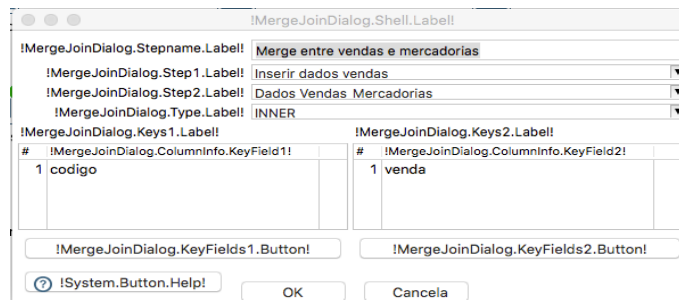 !MergeJoinDialog.Shell.Label!
!MergeJoinDialog.Stepname.Label! Merge entre vendas e mercadorias
!MergeJoinDialog.Step1.Label! Inserir dados vendas
!MergeJoinDialog.Step2.Label! Dados Vendas Mercadorias
!MergeJoinDialog.Type.Label! INNER
!MergeJoinDialog.Keys1.Label! !MergeJoinDialog.Keys2.Label!
# !MergeJoinDialog.ColumnInfo.KeyField1! # !MergeJoinDialog.ColumnInfo.KeyField2!
1 codigo 1 venda
!MergeJoinDialog.KeyFields1.Button! !MergeJoinDialog.KeyFields2.Button!
? !System.Button.Help!
OK Cancela